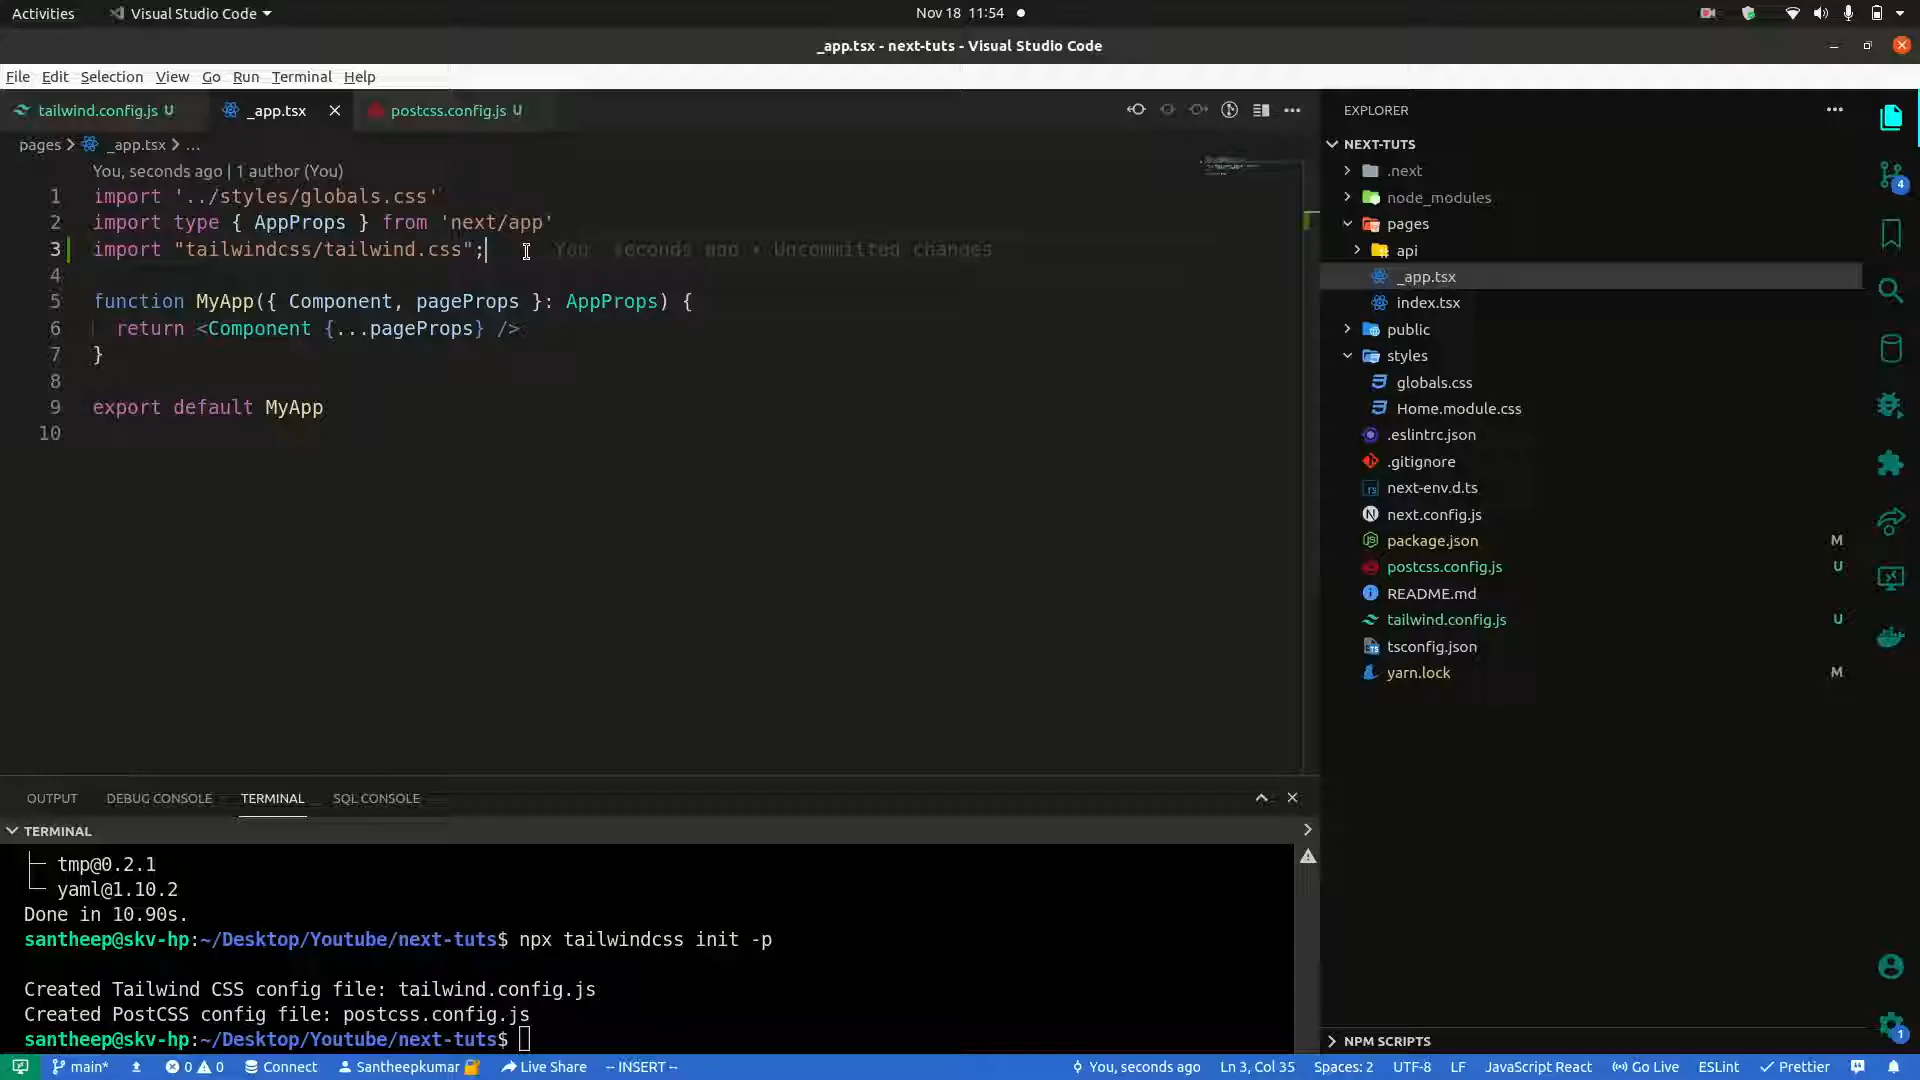 Activities Visual Studio Code Nov 18 11:54
_app.tsx - next-tuts - Visual Studio Code
File Edit Selection View Go Run Terminal Help
tailwind.config.js U _app.tsx postcss.config.js U
pages > _app.tsx > ...
You, seconds ago | 1 author (You)
1 import '../styles/globals.css'
2 import type { AppProps } from 'next/app'
3 import "tailwindcss/tailwind.css"; You seconds ago • Uncommitted changes
4
5 function MyApp({ Component, pageProps }: AppProps) {
6 return <Component {...pageProps} />
7 }
8
9 export default MyApp
10
OUTPUT DEBUG CONSOLE TERMINAL SQL CONSOLE
TERMINAL
├─ tmp@0.2.1
└─ yaml@1.10.2
Done in 10.90s.
santheep@skv-hp:~/Desktop/Youtube/next-tuts$ npx tailwindcss init -p
Created Tailwind CSS config file: tailwind.config.js
Created PostCSS config file: postcss.config.js
santheep@skv-hp:~/Desktop/Youtube/next-tuts$
EXPLORER
NEXT-TUTS
.next
node_modules
pages
api
_app.tsx
index.tsx
public
styles
globals.css
Home.module.css
.eslintrc.json
.gitignore
next-env.d.ts
next.config.js
package.json M
postcss.config.js U
README.md
tailwind.config.js U
tsconfig.json
yarn.lock M
NPM SCRIPTS
4
1
main* 0 0 Connect Santheepkumar Live Share -- INSERT -- You, seconds ago Ln 3, Col 35 Spaces: 2 UTF-8 LF JavaScript React Go Live ESLint Prettier